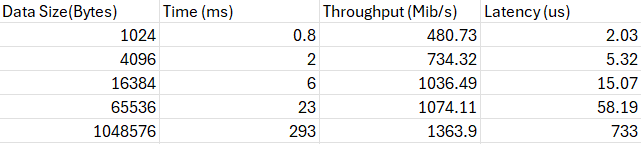 Data Size(Bytes) Time (ms) Throughput (Mib/s) Latency (us)
1024 0.8 480.73 2.03
4096 2 734.32 5.32
16384 6 1036.49 15.07
65536 23 1074.11 58.19
1048576 293 1363.9 733